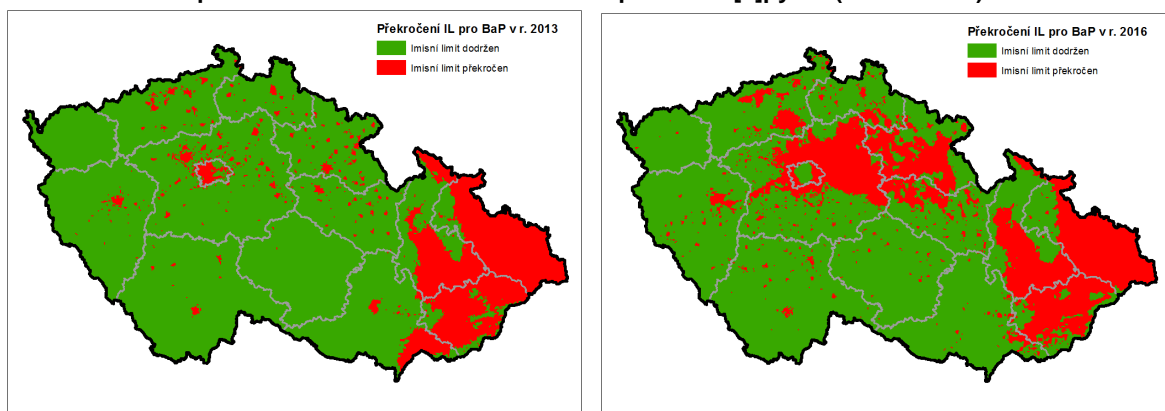 Překročení IL pro BaP v r. 2013
Imisní limit dodržen
Imisní limit překročen
Překročení IL pro BaP v r. 2016
Imisní limit dodržen
Imisní limit překročen